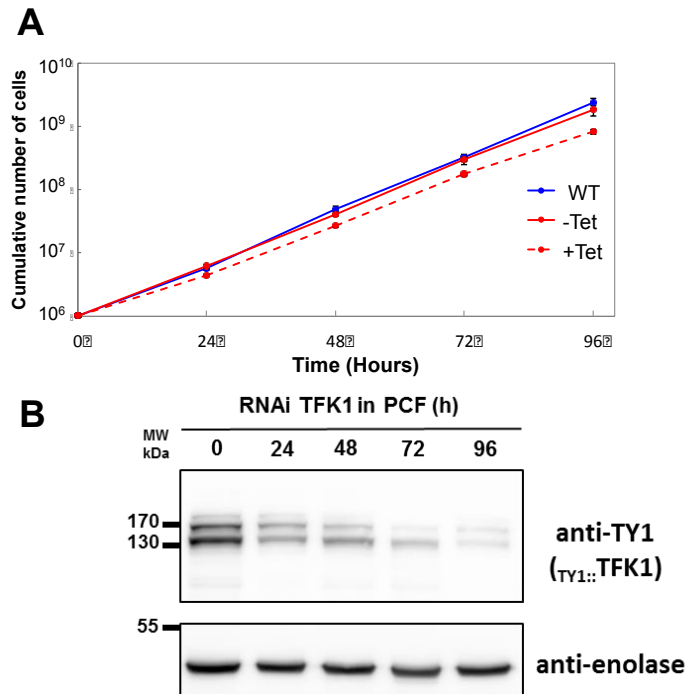 A
Cumulative number of cells
10¹⁰
10⁹
10⁸
10⁷
10⁶
0 24 48 72 96
Time (Hours)
WT
-Tet
+Tet
B
RNAi TFK1 in PCF (h)
MW
kDa
0 24 48 72 96
170
130
anti-TY1
(TY1::TFK1)
55
anti-enolase